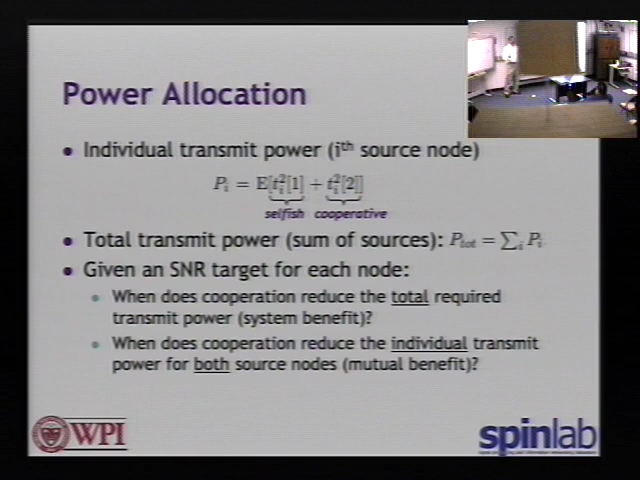 Power Allocation
Individual transmit power (iᵗʰ source node)
P_i = E[t_i^2[1] + t_i^2[2]]
selfish cooperative
Total transmit power (sum of sources): P_tot = ∑_i P_i
Given an SNR target for each node:
When does cooperation reduce the total required
transmit power (system benefit)?
When does cooperation reduce the individual transmit
power for both source nodes (mutual benefit)?
WPI
spinlab